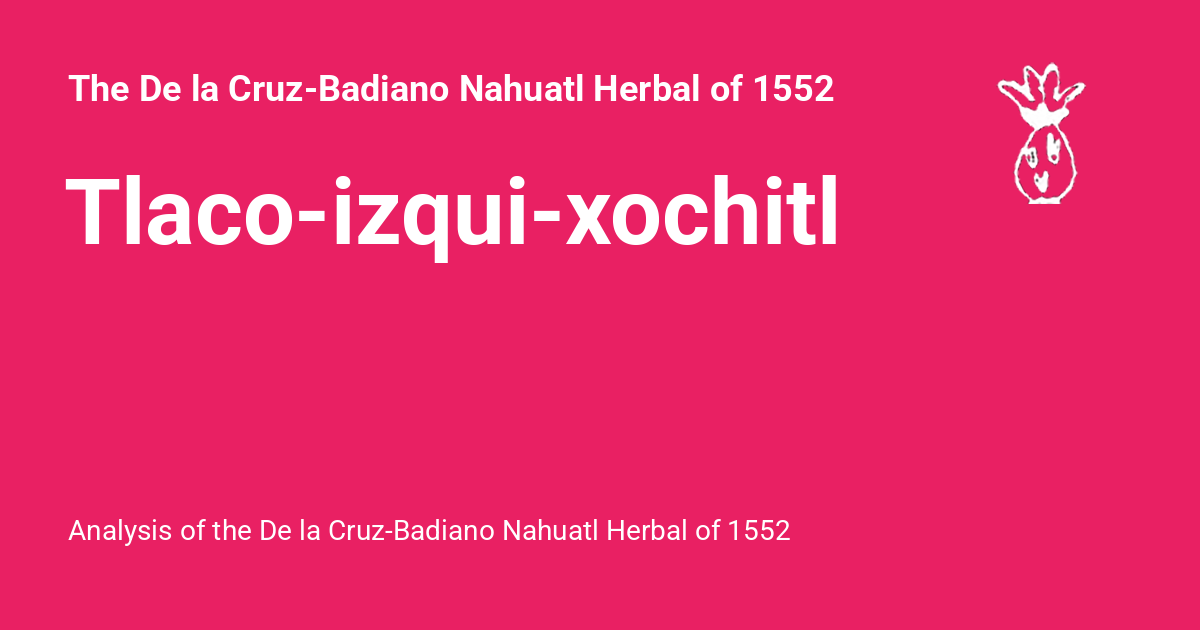 The De la Cruz-Badiano Nahuatl Herbal of 1552
Tlaco-izqui-xochitl
Analysis of the De la Cruz-Badiano Nahuatl Herbal of 1552